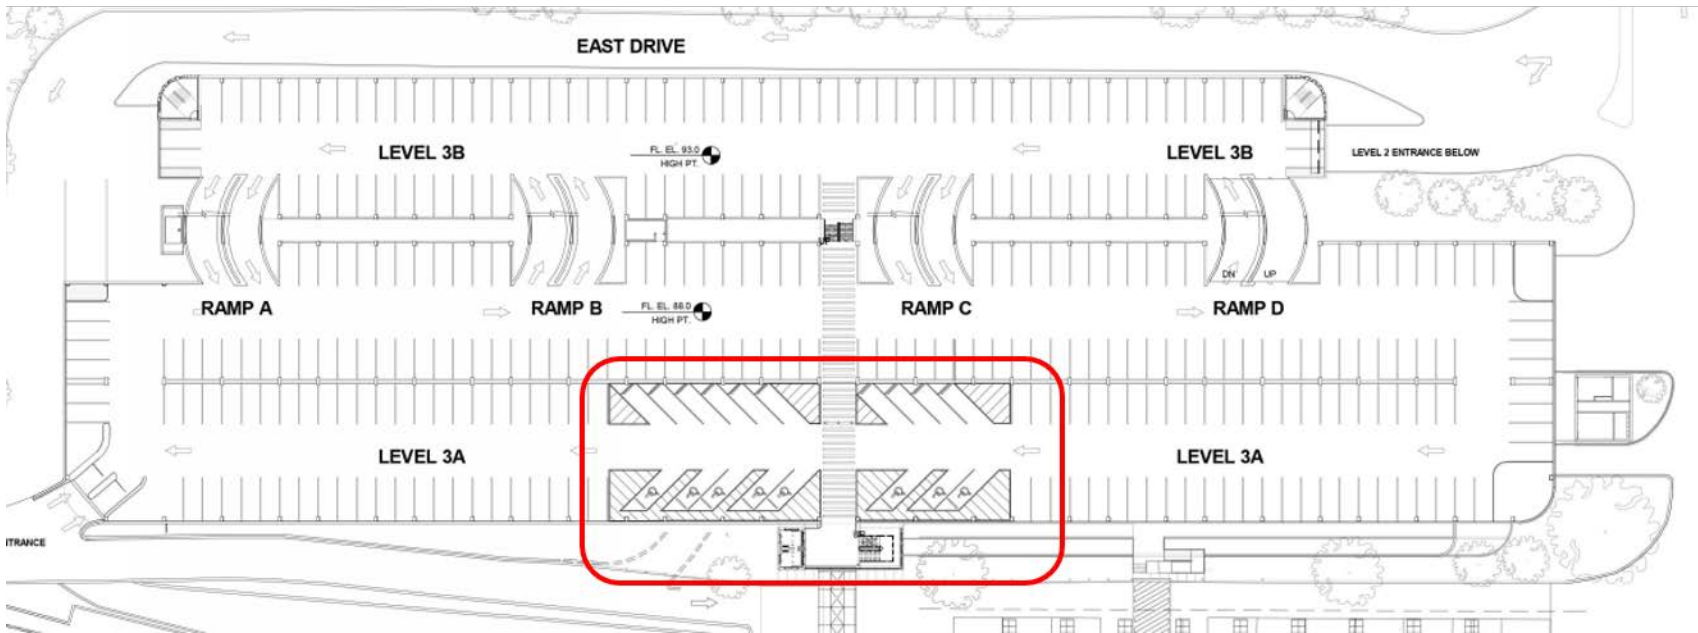 EAST DRIVE
LEVEL 3B
FL. EL. 93.0
HIGH PT.
LEVEL 3B
LEVEL 2 ENTRANCE BELOW
DN
UP
RAMP A
RAMP B
FL. EL. 88.0
HIGH PT.
RAMP C
RAMP D
LEVEL 3A
LEVEL 3A
NTRANCE